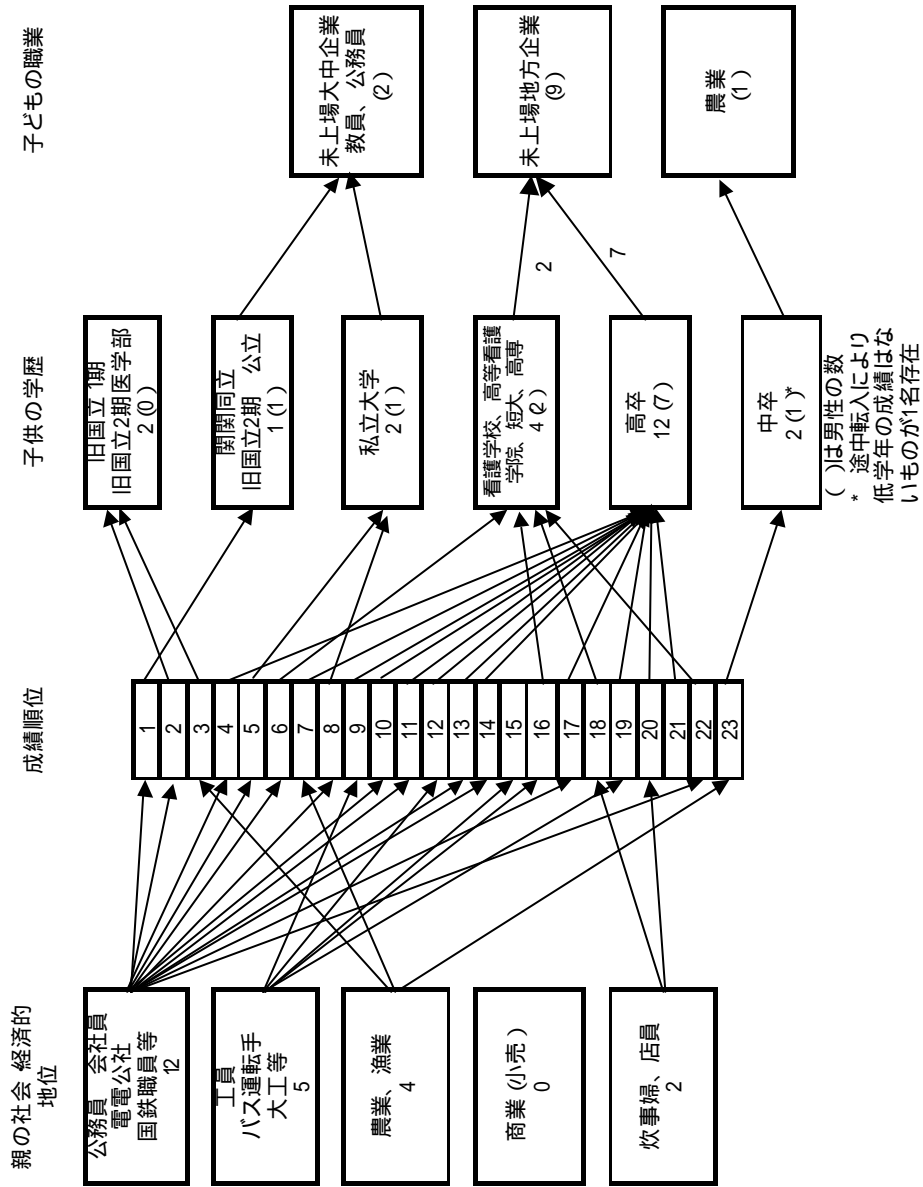 親の社会 経済的
地位
成績順位
子供の学歴
子どもの職業
公務員 会社員
電電公社
国鉄職員等
12
工員
バス運転手
大工等
5
農業、漁業
4
商業 (小売)
0
炊事婦、店員
2
1
2
3
4
5
6
7
8
9
10
11
12
13
14
15
16
17
18
19
20
21
22
23
旧国立1期
旧国立2期医学部
2 (0)
関関同立
旧国立2期 公立
1 (1)
私立大学
2 (1)
看護学校、高等看護
学院、短大、高専
4 (2)
高卒
12 (7)
中卒
2 (1)*
2
7
未上場大中企業
教員、公務員
(2)
未上場地方企業
(9)
農業
(1)
( )は男性の数
* 途中転入により
低学年の成績はな
いものが1名存在